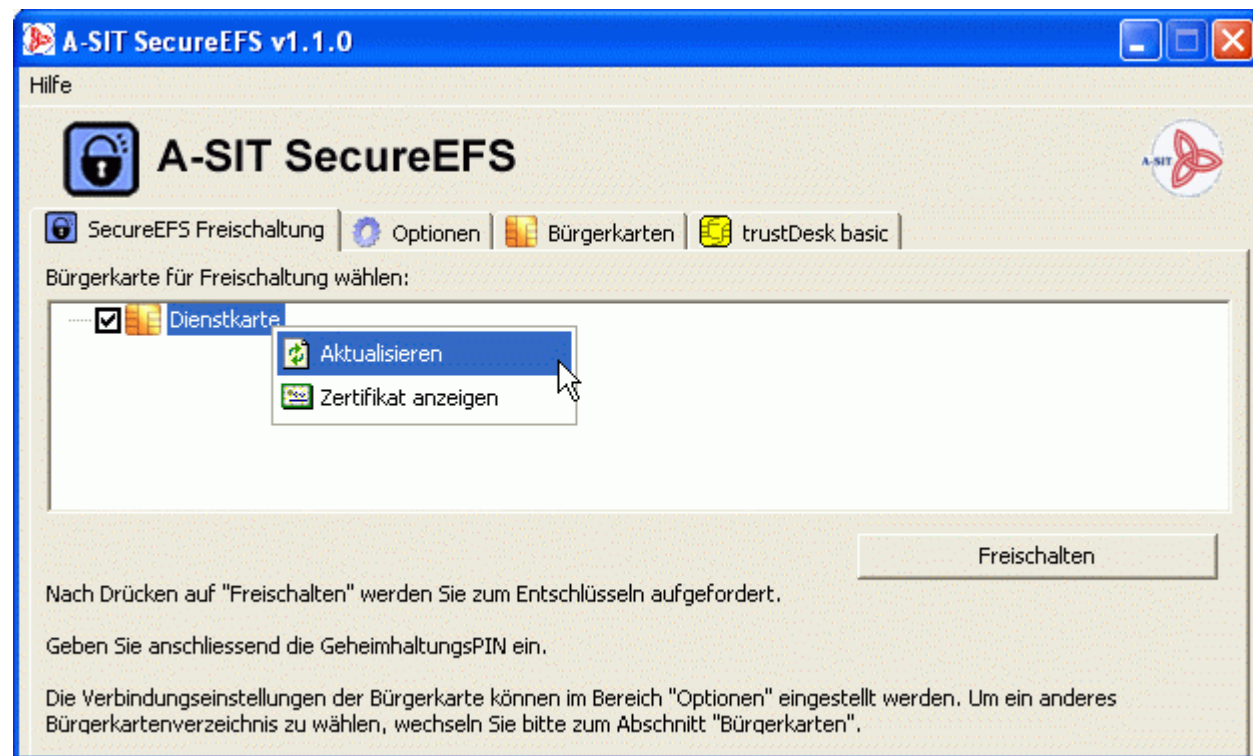 A-SIT SecureEFS v1.1.0
Hilfe
A-SIT SecureEFS
A-SIT
SecureEFS Freischaltung Optionen Bürgerkarten trustDesk basic
Bürgerkarte für Freischaltung wählen:
Dienstkarte
Aktualisieren
Zertifikat anzeigen
Freischalten
Nach Drücken auf "Freischalten" werden Sie zum Entschlüsseln aufgefordert.
Geben Sie anschliessend die GeheimhaltungsPIN ein.
Die Verbindungseinstellungen der Bürgerkarte können im Bereich "Optionen" eingestellt werden. Um ein anderes
Bürgerkartenverzeichnis zu wählen, wechseln Sie bitte zum Abschnitt "Bürgerkarten".